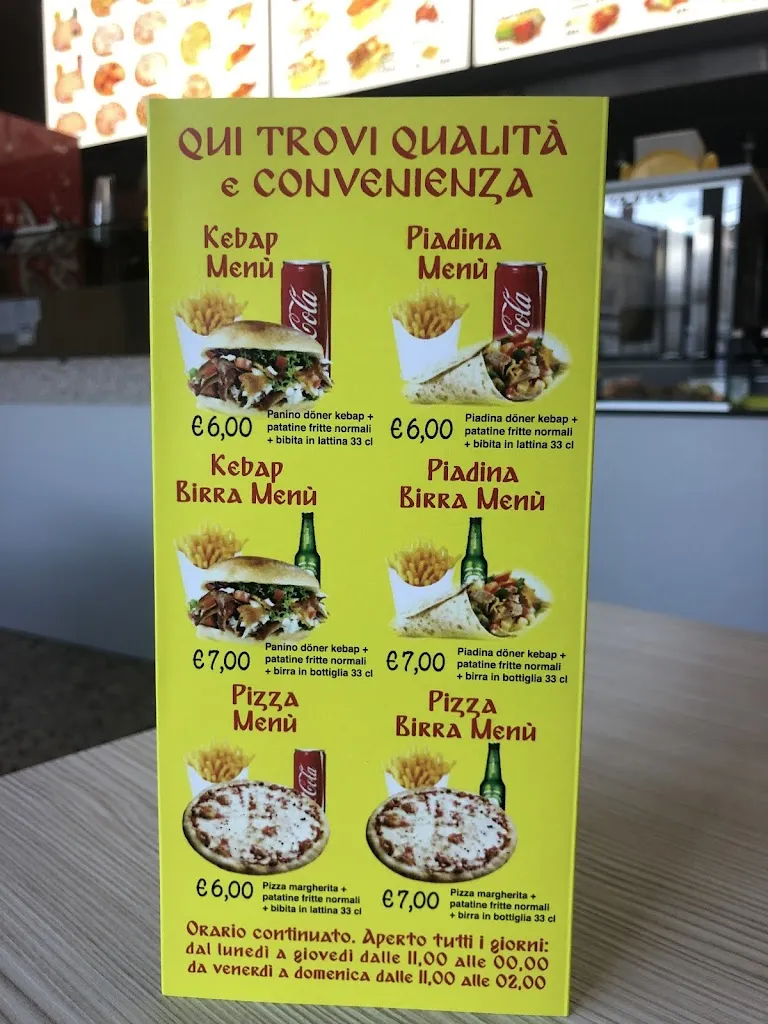 QUI TROVI QUALITÀ
e CONVENIENZA
Kebap
Menù
Cola
€6,00
Panino döner kebap +
patatine fritte normali
+ bibita in lattina 33 cl
Piadina
Menù
Cola
€6,00
Piadina döner kebap +
patatine fritte normali
+ bibita in lattina 33 cl
Kebap
Birra Menù
€7,00
Panino döner kebap +
patatine fritte normali
+ birra in bottiglia 33 cl
Piadina
Birra Menù
€7,00
Piadina döner kebap +
patatine fritte normali
+ birra in bottiglia 33 cl
Pizza
Menù
Cola
€6,00
Pizza margherita +
patatine fritte normali
+ bibita in lattina 33 cl
Pizza
Birra Menù
€7,00
Pizza margherita +
patatine fritte normali
+ birra in bottiglia 33 cl
Orario continuato. Aperto tutti i giorni:
dal lunedì a giovedì dalle 11,00 alle 00,00
da venerdì a domenica dalle 11,00 alle 02,00